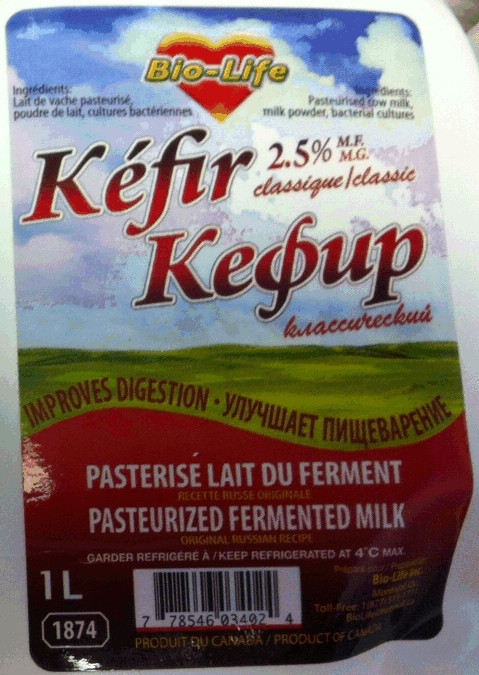 Bio-Life
Ingrédients:
Lait de vache pasteurisé,
poudre de lait, cultures bactériennes
Ingredients:
Pasteurised cow milk,
milk powder, bacterial cultures
Kéfir 2.5% M.F.
M.G.
classique/classic
Кефир
классический
IMPROVES DIGESTION · УЛУЧШАЕТ ПИЩЕВАРЕНИЕ
PASTERISÉ LAIT DU FERMENT
RECETTE RUSSE ORIGINALE
PASTEURIZED FERMENTED MILK
ORIGINAL RUSSIAN RECIPE
GARDER REFRIGERÉ À / KEEP REFRIGERATED AT 4°C MAX.
1L
1874
7 78546 03402 4
Bio-Life Inc.
Toll-Free:
PRODUIT DU CANADA / PRODUCT OF CANADA